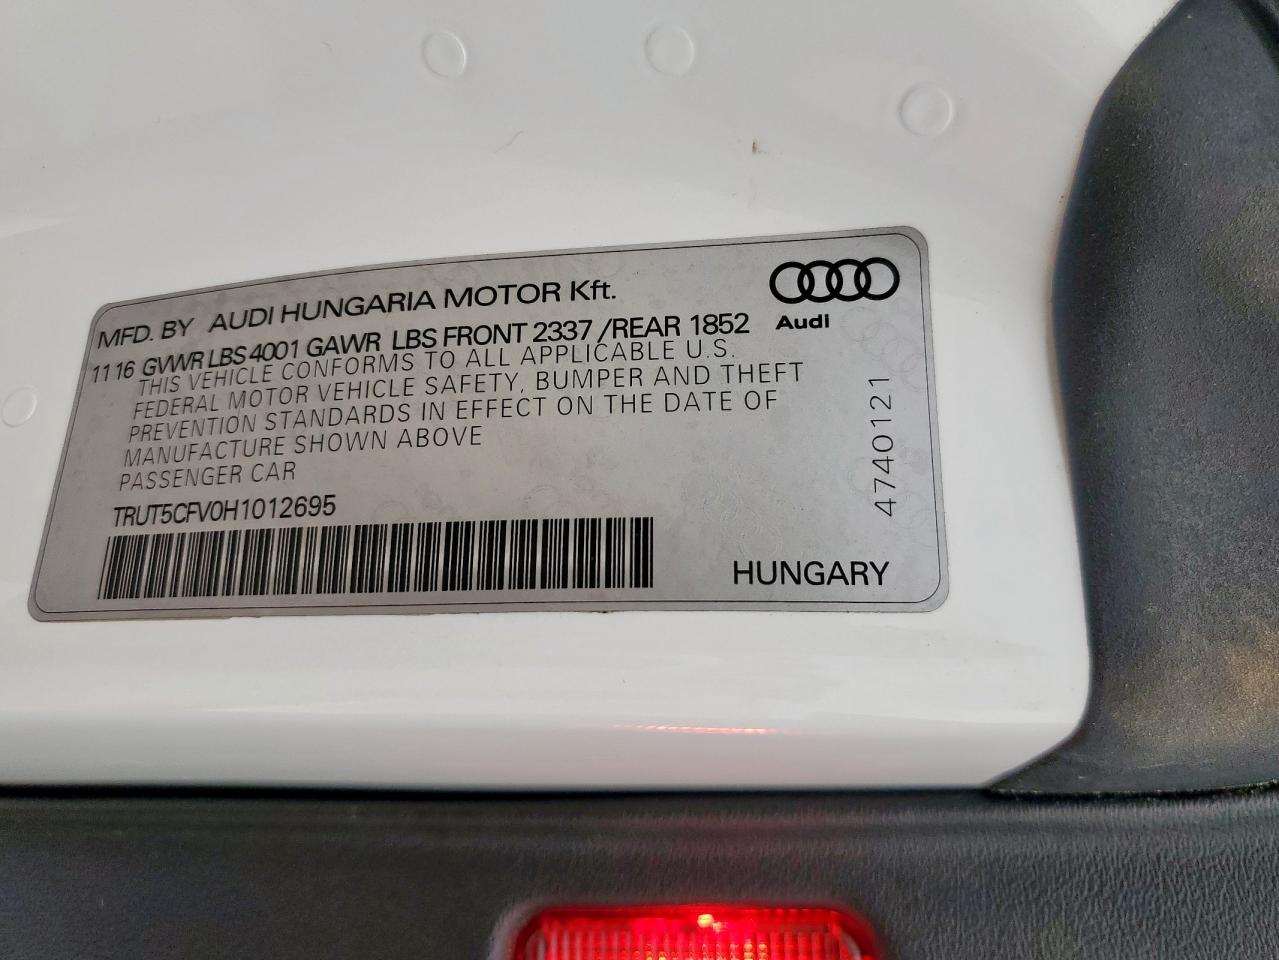 MFD. BY AUDI HUNGARIA MOTOR Kft.
Audi
1116 GVWR LBS 4001 GAWR LBS FRONT 2337 /REAR 1852
THIS VEHICLE CONFORMS TO ALL APPLICABLE U.S.
FEDERAL MOTOR VEHICLE SAFETY, BUMPER AND THEFT
PREVENTION STANDARDS IN EFFECT ON THE DATE OF
MANUFACTURE SHOWN ABOVE
PASSENGER CAR
TRUT5CFV0H1012695
HUNGARY
4740121